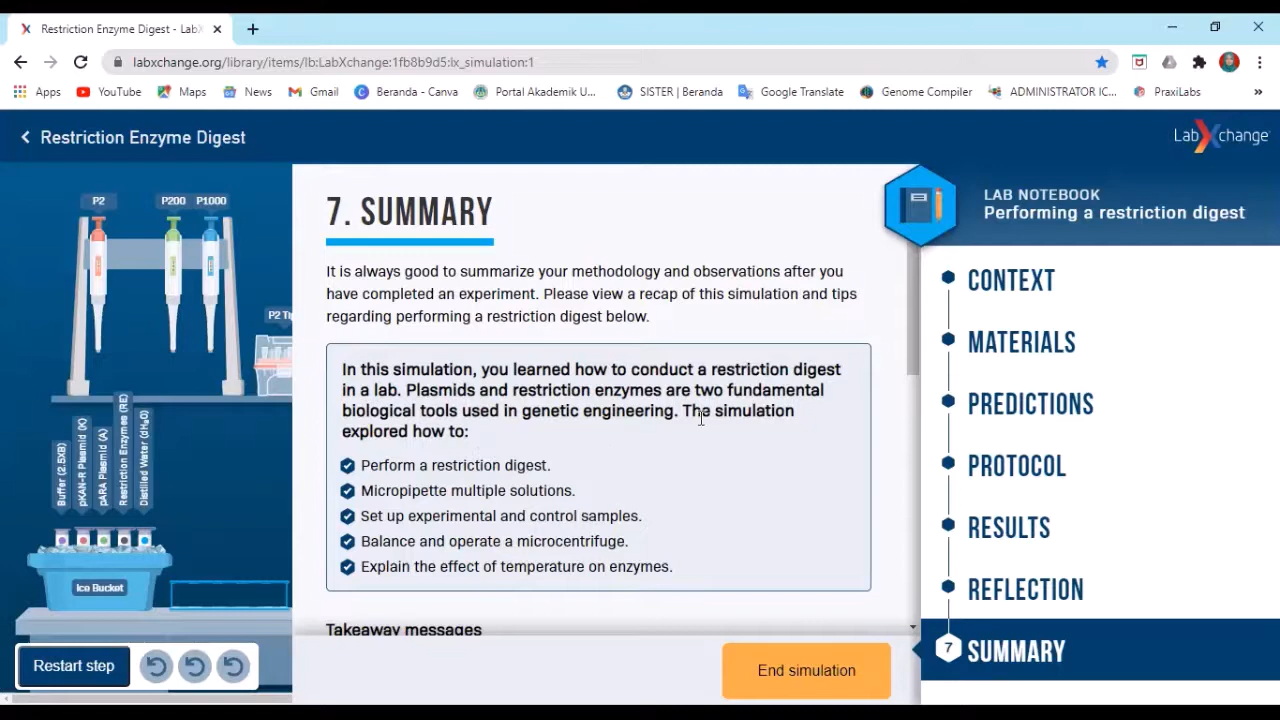 Restriction Enzyme Digest - LabX
labxchange.org/library/items/lb:LabXchange:1fb8b9d5:lx_simulation:1
Apps YouTube Maps News Gmail Beranda - Canva Portal Akademik U... SISTER | Beranda Google Translate Genome Compiler ADMINISTRATOR IC... PraxiLabs »
Restriction Enzyme Digest
LabXchange
P2 P200 P1000
P2 Ti
Buffer (2.5XB)
pKAN-R Plasmid (K)
pARA Plasmid (A)
Restriction Enzymes (RE)
Distilled Water (dH₂O)
Ice Bucket
Restart step
7. SUMMARY
It is always good to summarize your methodology and observations after you
have completed an experiment. Please view a recap of this simulation and tips
regarding performing a restriction digest below.
In this simulation, you learned how to conduct a restriction digest
in a lab. Plasmids and restriction enzymes are two fundamental
biological tools used in genetic engineering. The simulation
explored how to:
Perform a restriction digest.
Micropipette multiple solutions.
Set up experimental and control samples.
Balance and operate a microcentrifuge.
Explain the effect of temperature on enzymes.
Takeaway messages
End simulation
LAB NOTEBOOK
Performing a restriction digest
CONTEXT
MATERIALS
PREDICTIONS
PROTOCOL
RESULTS
REFLECTION
7 SUMMARY